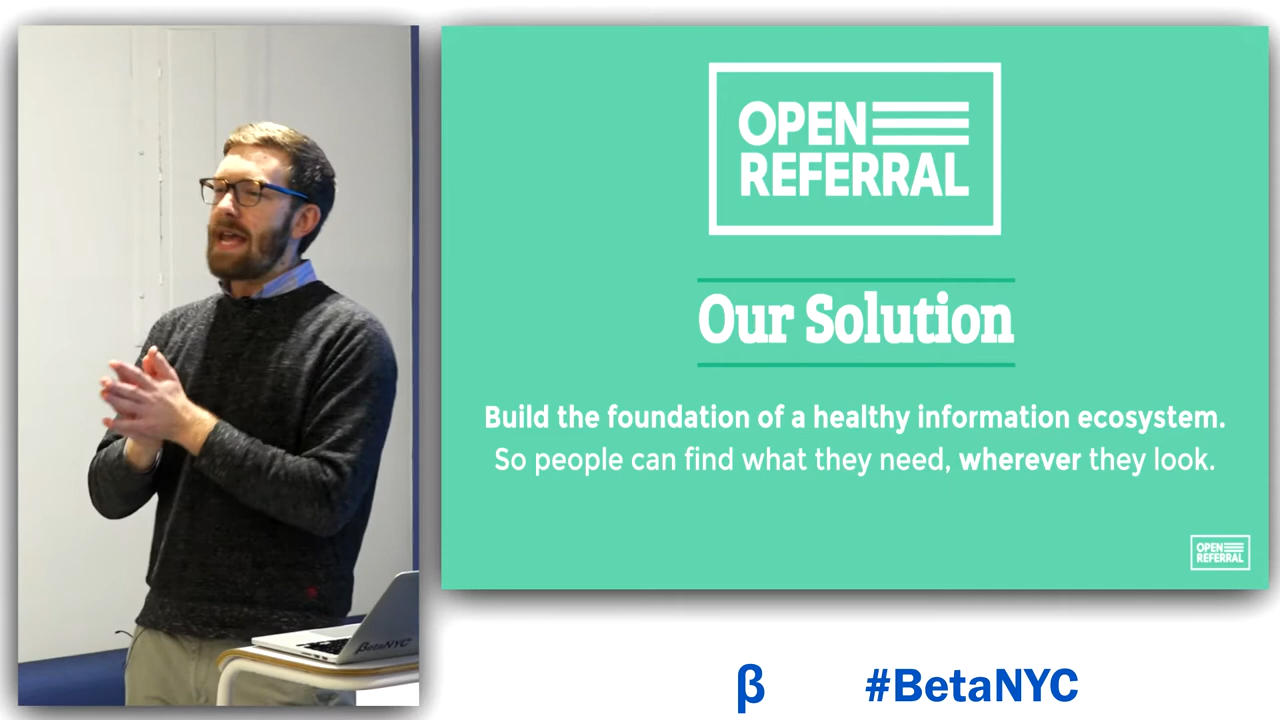 OPEN
REFERRAL
Our Solution
Build the foundation of a healthy information ecosystem.
So people can find what they need, wherever they look.
OPEN
REFERRAL
BetaNYC
β #BetaNYC